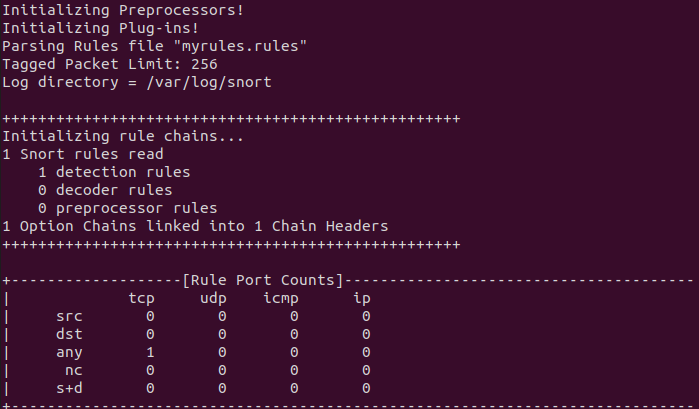 Initializing Preprocessors!
Initializing Plug-ins!
Parsing Rules file "myrules.rules"
Tagged Packet Limit: 256
Log directory = /var/log/snort

+++++++++++++++++++++++++++++++++++++++++++++++++++
Initializing rule chains...
1 Snort rules read
    1 detection rules
    0 decoder rules
    0 preprocessor rules
1 Option Chains linked into 1 Chain Headers
+++++++++++++++++++++++++++++++++++++++++++++++++++

+-------------------[Rule Port Counts]---------------------------------------
|             tcp     udp    icmp      ip
|     src       0       0       0       0
|     dst       0       0       0       0
|     any       1       0       0       0
|      nc       0       0       0       0
|     s+d       0       0       0       0
+----------------------------------------------------------------------------